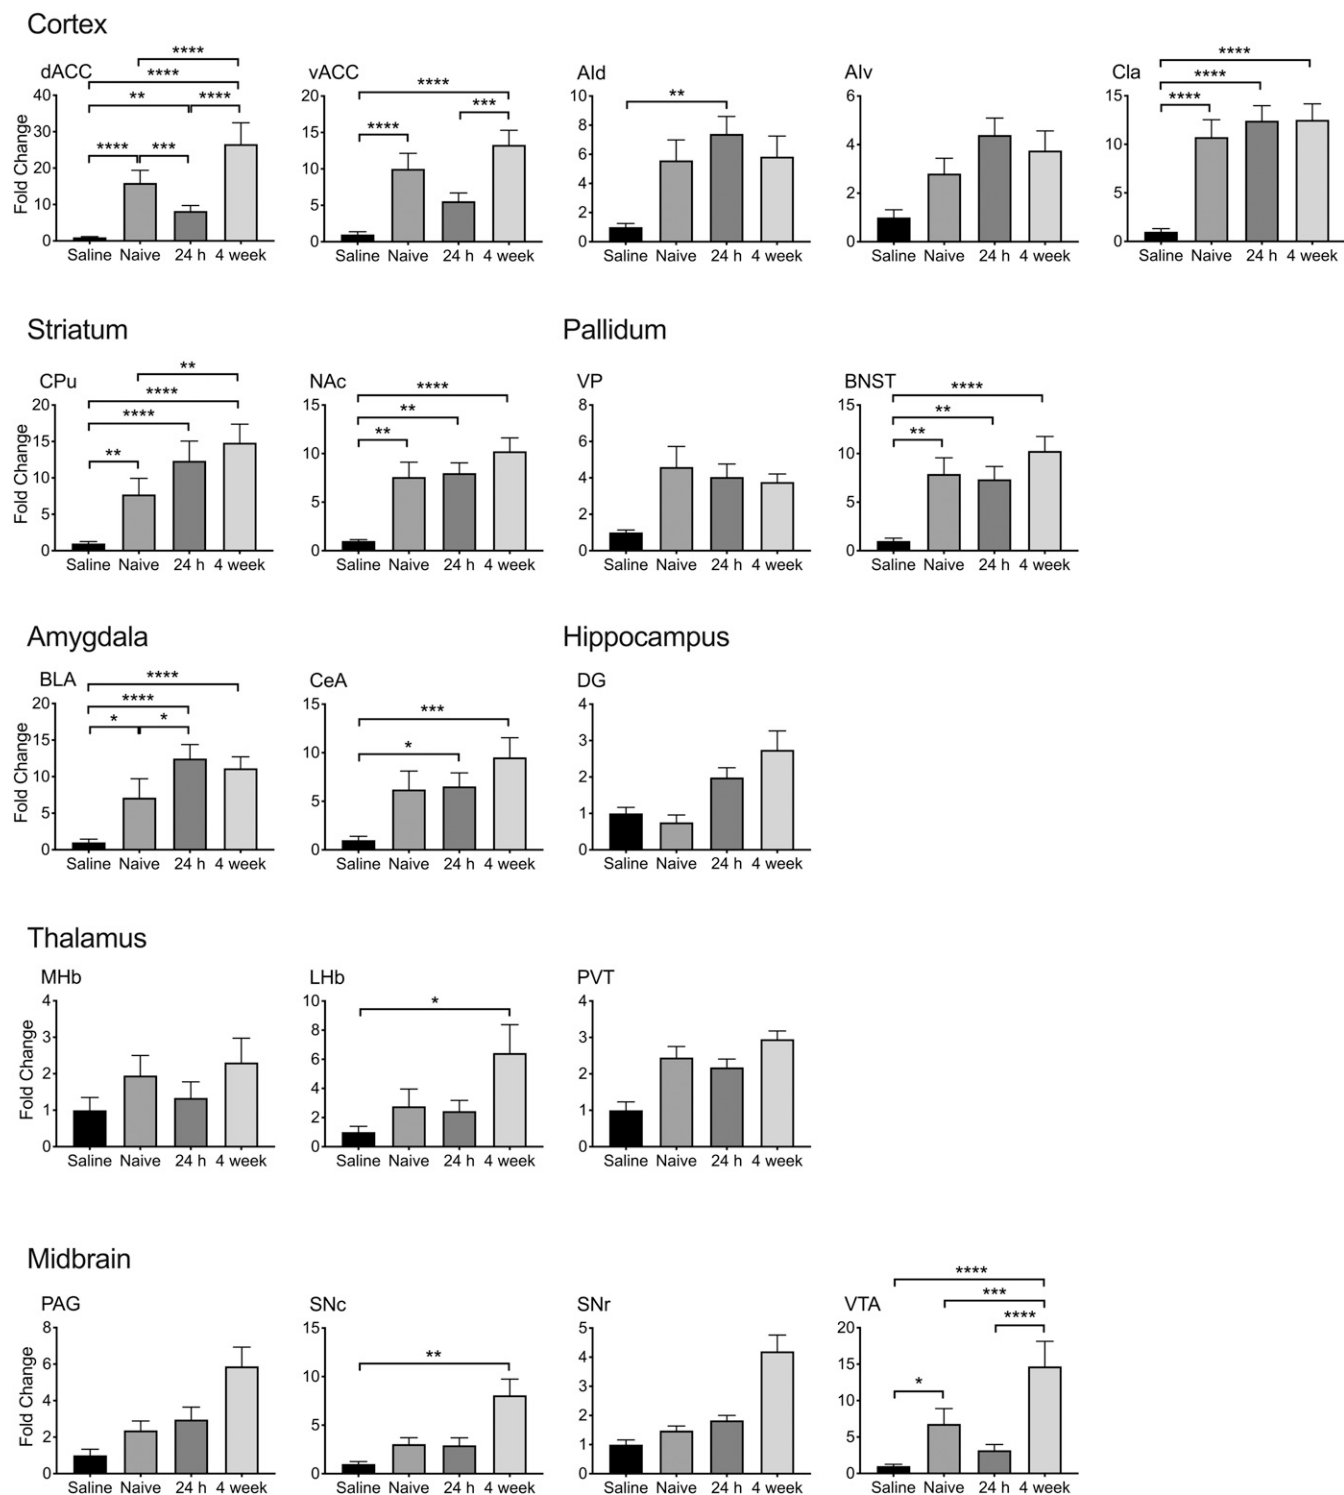 Cortex
**** **** ****
dACC **** vACC **** AId AIv Cla ****
** **** *** ** ****
**** *** ****
40 20 10 6 15
30 15 8 4 10
20 10 6 2 5
10 5 4 0 0
0 0 2
0
Fold Change
Saline Naive 24 h 4 week Saline Naive 24 h 4 week Saline Naive 24 h 4 week Saline Naive 24 h 4 week Saline Naive 24 h 4 week
Striatum Pallidum
CPu ** NAc **** VP BNST ****
**** ** **
**** ** **
**
20 15 8 15
15 10 6 10
10 5 4 5
5 0 2 0
0 0
Fold Change
Saline Naive 24 h 4 week Saline Naive 24 h 4 week Saline Naive 24 h 4 week Saline Naive 24 h 4 week
Amygdala Hippocampus
BLA **** CeA DG
**** ***
* * *
20 15 4
15 10 3
10 5 2
5 0 1
0 0
Fold Change
Saline Naive 24 h 4 week Saline Naive 24 h 4 week Saline Naive 24 h 4 week
Thalamus
MHb LHb PVT
*
4 10 4
3 8 3
2 6 2
1 4 1
0 2 0
0
Fold Change
Saline Naive 24 h 4 week Saline Naive 24 h 4 week Saline Naive 24 h 4 week
Midbrain
****
PAG SNc SNr VTA ***
****
** *
8 15 5 20
6 10 4 15
4 5 3 10
2 0 2 5
0 1 0
0
Fold Change
Saline Naive 24 h 4 week Saline Naive 24 h 4 week Saline Naive 24 h 4 week Saline Naive 24 h 4 week